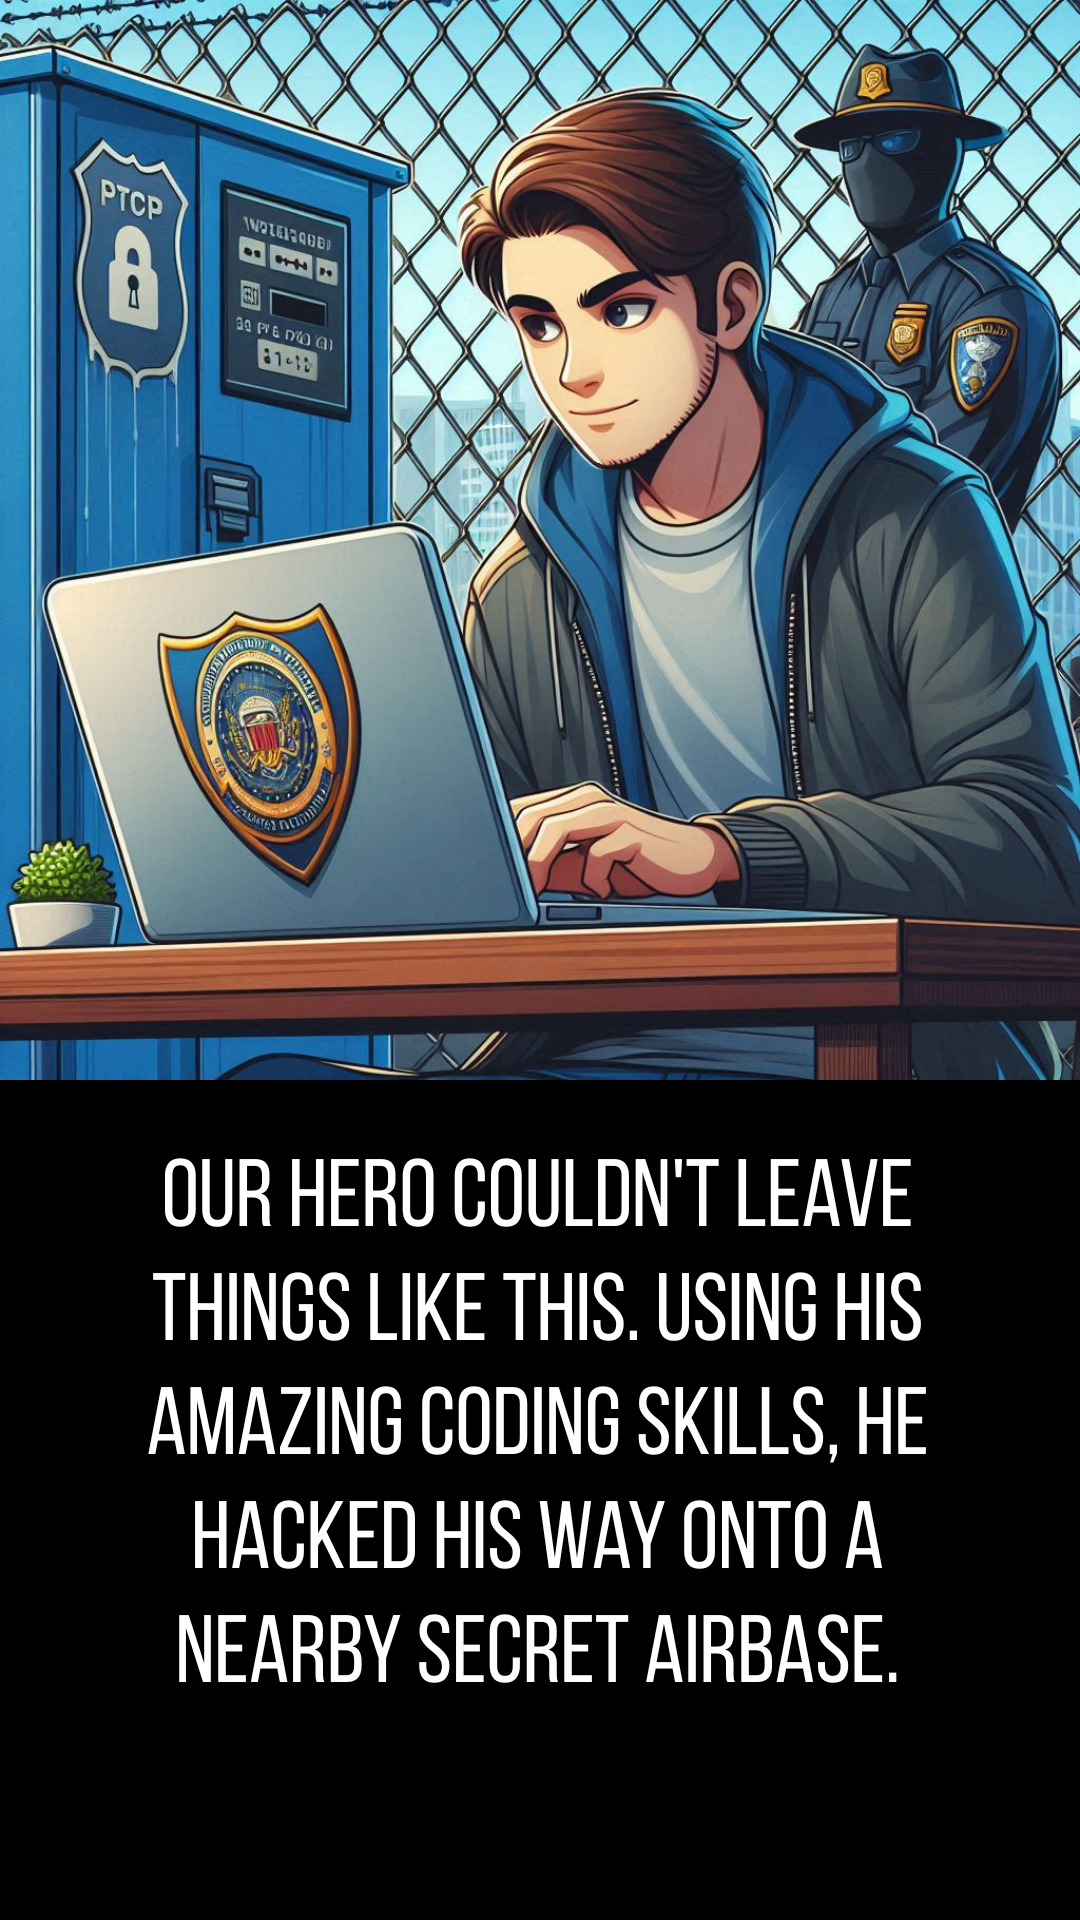 PTCP
OUR HERO COULDN'T LEAVE
THINGS LIKE THIS. USING HIS
AMAZING CODING SKILLS, HE
HACKED HIS WAY ONTO A
NEARBY SECRET AIRBASE.